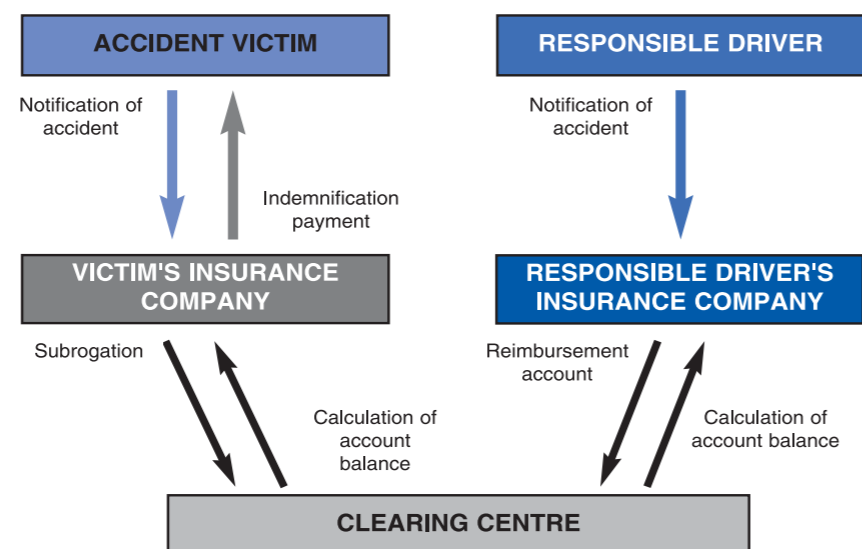 ACCIDENT VICTIM
RESPONSIBLE DRIVER
Notification of
accident
Notification of
accident
Indemnification
payment
VICTIM'S INSURANCE
COMPANY
RESPONSIBLE DRIVER'S
INSURANCE COMPANY
Subrogation
Reimbursement
account
Calculation of
account
balance
Calculation of
account balance
CLEARING CENTRE